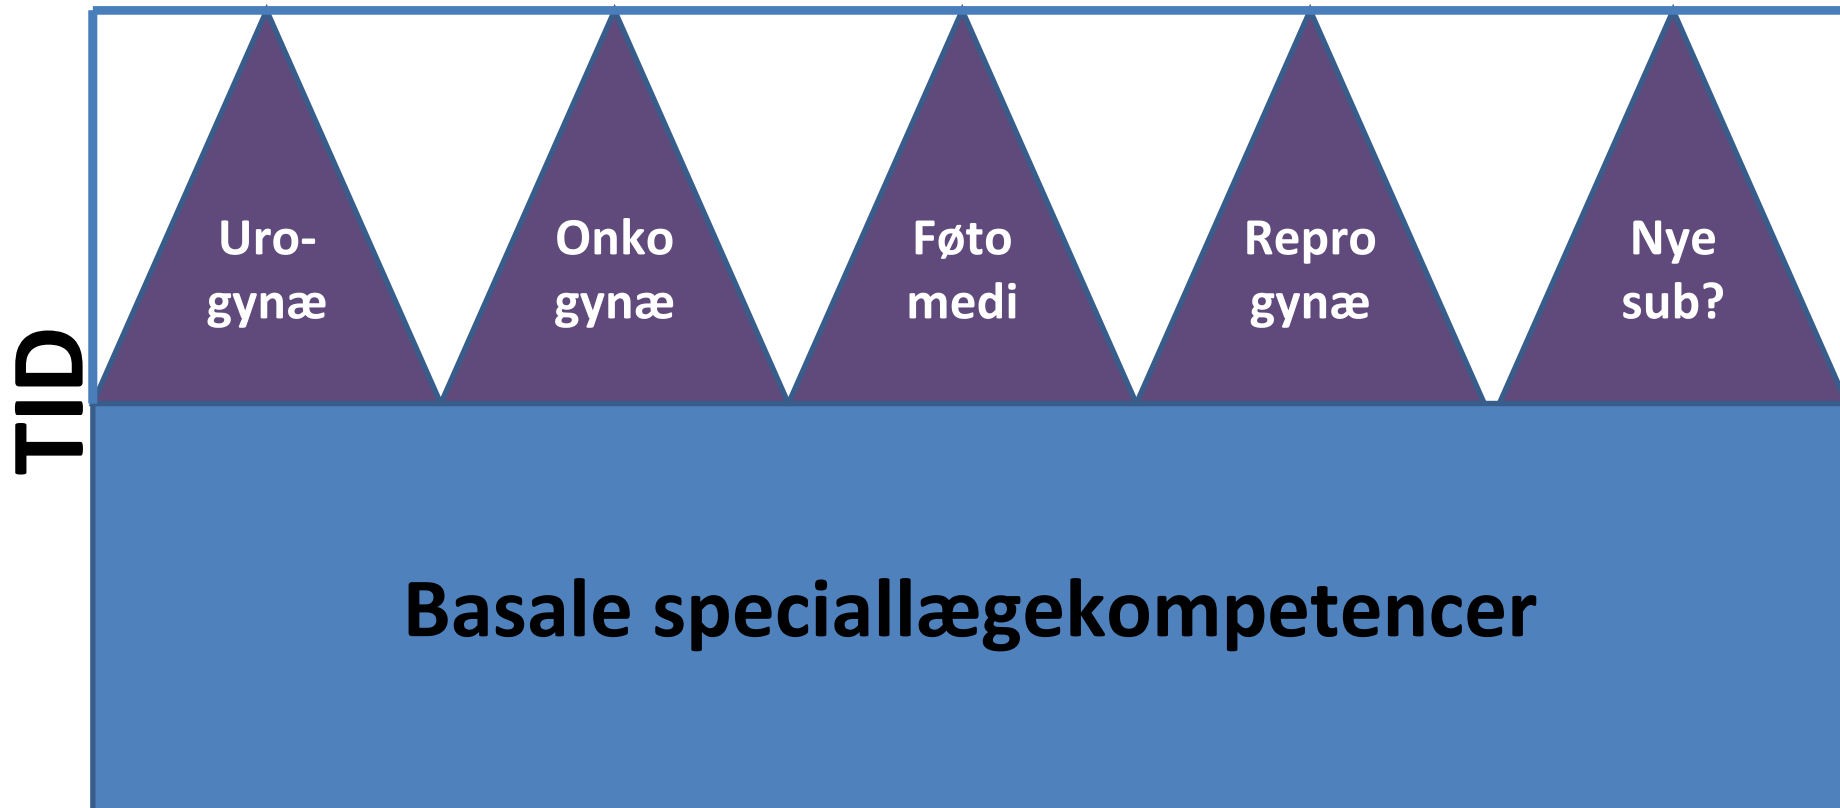 Uro-
gynæ
Onko
gynæ
Føto
medi
Repro
gynæ
Nye
sub?
TID
Basale speciallægekompetencer